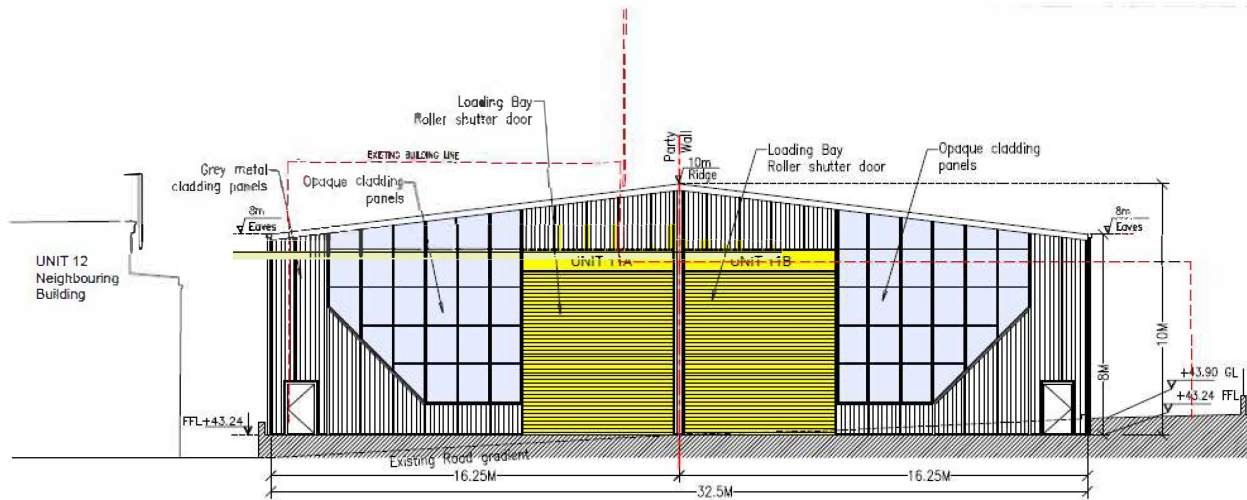 Loading Bay
Roller shutter door
EXISTING BUILDING LINE
Grey metal
cladding panels
Opaque cladding
panels
Party
Wall
10m
Ridge
Loading Bay
Roller shutter door
Opaque cladding
panels
8m
Eaves
8m
Eaves
UNIT 12
Neighbouring
Building
UNIT 11A
UNIT 11B
8M
10M
+43.90 GL
+43.24 FFL
FFL+43.24
Existing Road gradient
16.25M
16.25M
32.5M